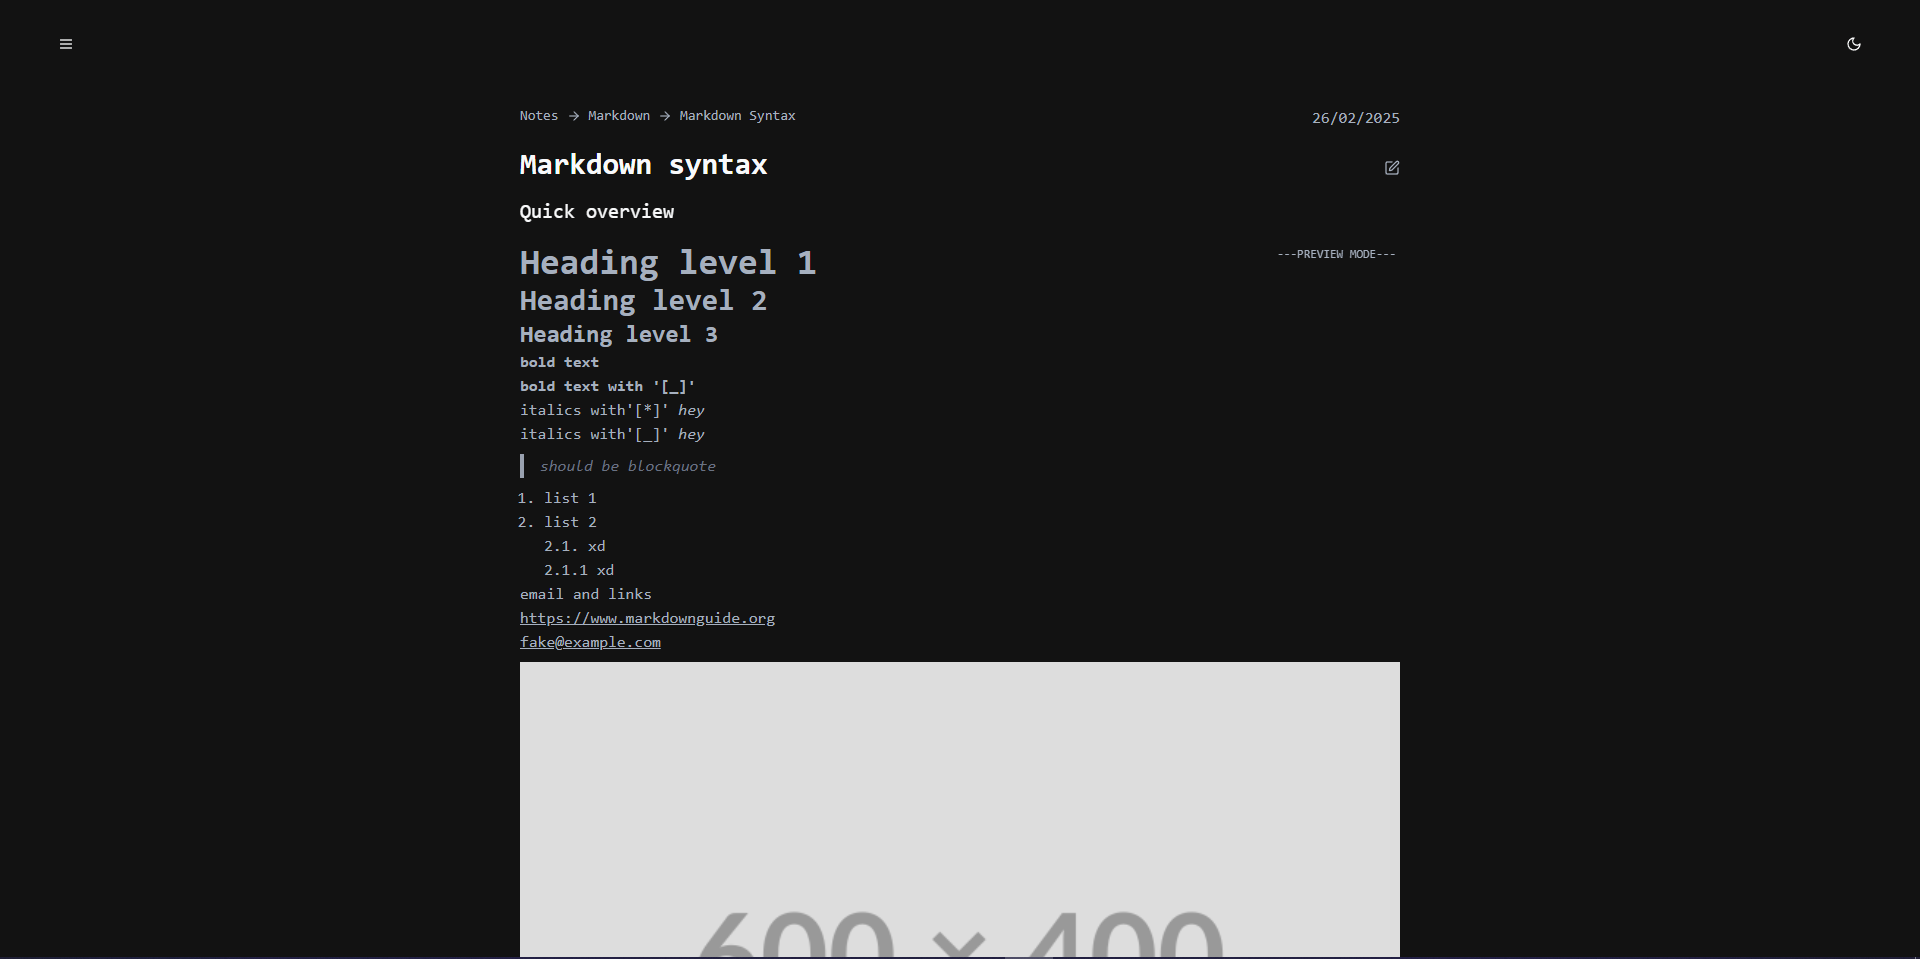 Notes → Markdown → Markdown Syntax
26/02/2025
Markdown syntax
Quick overview
---PREVIEW MODE---
Heading level 1
Heading level 2
Heading level 3
bold text
bold text with '[_]'
italics with'[*]' hey
italics with'[_]' hey
should be blockquote
1. list 1
2. list 2
2.1. xd
2.1.1 xd
email and links
https://www.markdownguide.org
fake@example.com
600 × 400